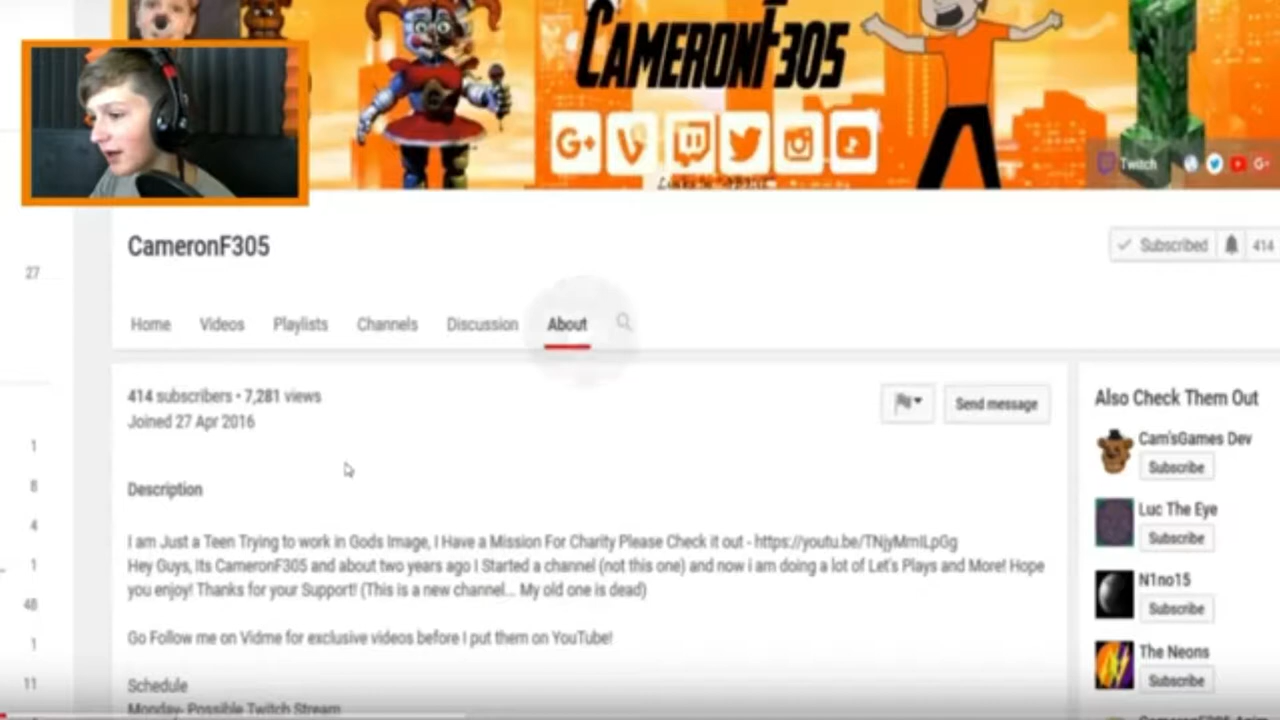 CAMERONF305
Twitch
CameronF305
Subscribed 414
27
Home Videos Playlists Channels Discussion About
414 subscribers • 7,281 views
Joined 27 Apr 2016
Send message
Also Check Them Out
Cam'sGames Dev
Subscribe
1
8
Description
Luc The Eye
Subscribe
4
I am Just a Teen Trying to work in Gods Image, I Have a Mission For Charity Please Check it out - https://youtu.be/TNjyMmILpGg
1
Hey Guys, Its CameronF305 and about two years ago I Started a channel (not this one) and now i am doing a lot of Let's Plays and More! Hope
you enjoy! Thanks for your Support! (This is a new channel... My old one is dead)
N1no15
Subscribe
48
Go Follow me on Vidme for exclusive videos before I put them on YouTube!
1
The Neons
Subscribe
11
Schedule
Monday- Possible Twitch Stream